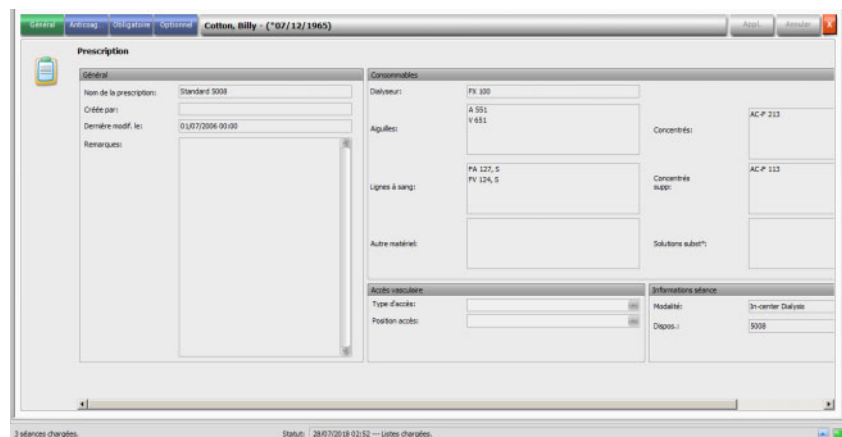 Général Anticoag Obligatoire Optionnel Cotton, Billy - (*07/12/1965) Appl. Annuler X
Prescription
Général
Nom de la prescription: Standard 5008
Créée par:
Dernière modif. le: 01/07/2006 00:00
Remarques:
Consommables
Dialyseur: FX 100
Aiguilles: A 551
V 651
Concentrés: AC-F 213
Lignes à sang: FA 127, S
FV 124, S
Concentrés supp: AC-F 113
Autre matériel:
Solutions subst°:
Accès vasculaire
Type d'accès:
Position accès:
Informations séance
Modalité: In-center Dialysis
Dispos.: 5008
3 séances chargées. Statut: 28/07/2018 02:52 --- Listes chargées.